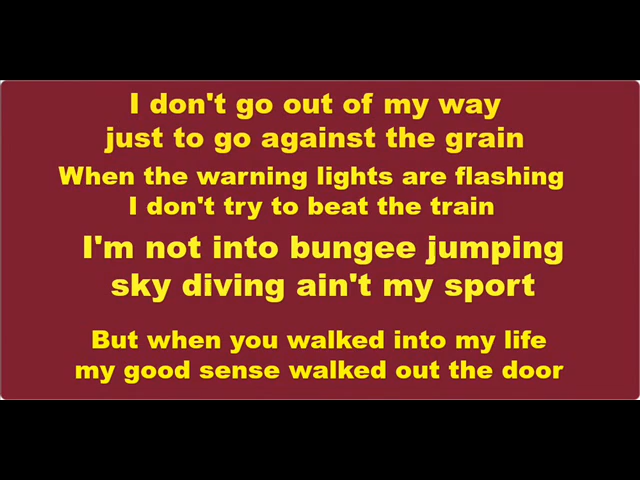 I don't go out of my way
just to go against the grain
When the warning lights are flashing
I don't try to beat the train
I'm not into bungee jumping
sky diving ain't my sport
But when you walked into my life
my good sense walked out the door